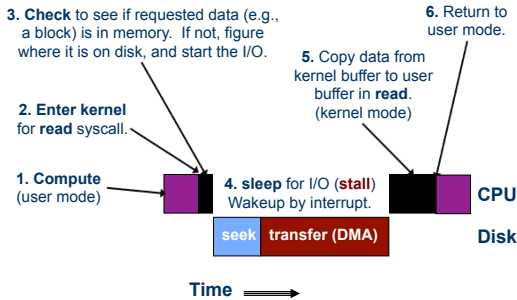 3. Check to see if requested data (e.g.,
a block) is in memory. If not, figure
where it is on disk, and start the I/O.
6. Return to
user mode.
5. Copy data from
kernel buffer to user
buffer in read.
(kernel mode)
2. Enter kernel
for read syscall.
1. Compute
(user mode)
4. sleep for I/O (stall)
Wakeup by interrupt.
CPU
seek transfer (DMA)
Disk
Time